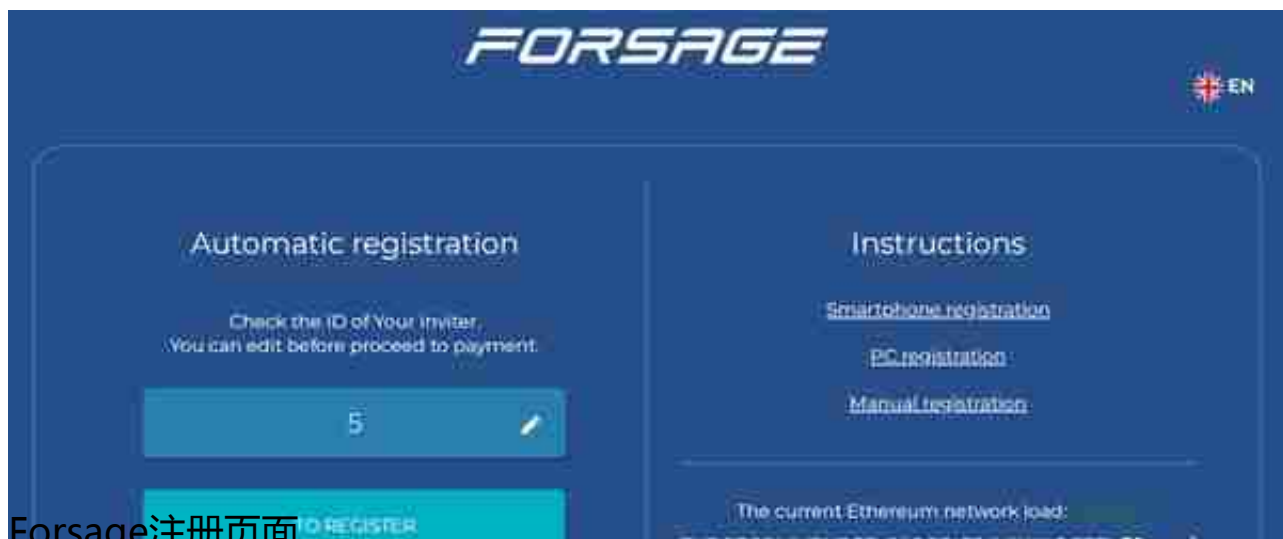 FORSAGE
EN
Automatic registration
Check the ID of Your inviter.
You can edit before proceed to payment.
5
TO REGISTER
Instructions
Smartphone registration
PC registration
Manual registration
The current Ethereum network load:
Forsage注册页面